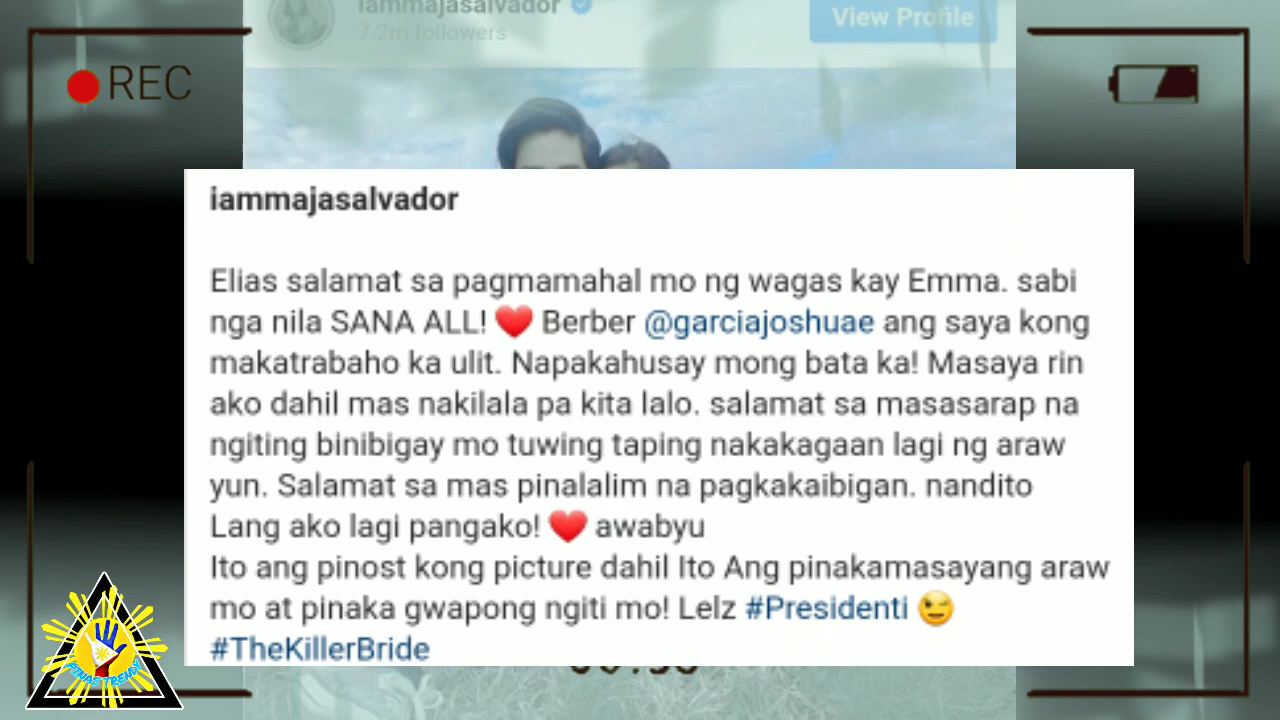 iammajasalvador
7.2m followers
View Profile
REC
iammajasalvador
Elias salamat sa pagmamahal mo ng wagas kay Emma. sabi
nga nila SANA ALL! ❤️ Berber @garciajoshuae ang saya kong
makatrabaho ka ulit. Napakahusay mong bata ka! Masaya rin
ako dahil mas nakilala pa kita lalo. salamat sa masasarap na
ngiting binibigay mo tuwing taping nakakagaan lagi ng araw
yun. Salamat sa mas pinalalim na pagkakaibigan. nandito
Lang ako lagi pangako! ❤️ awabyu
Ito ang pinost kong picture dahil Ito Ang pinakamasayang araw
mo at pinaka gwapong ngiti mo! Lelz #Presidenti 😉
#TheKillerBride